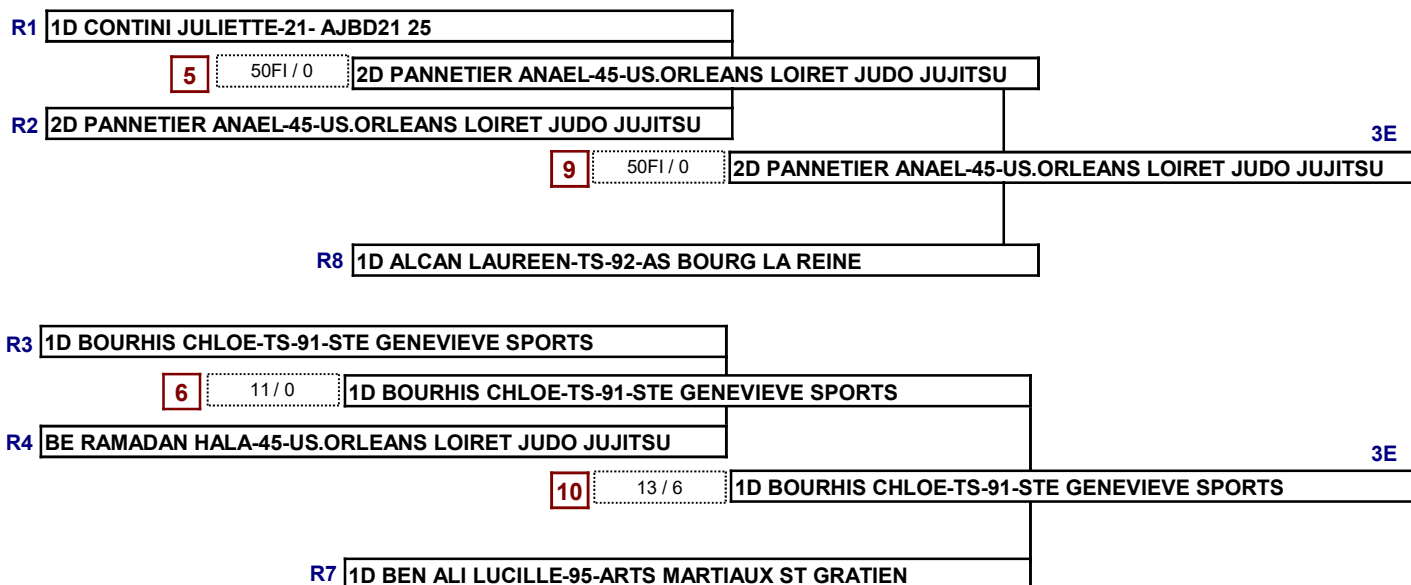 R1 1D CONTINI JULIETTE-21- AJBD21 25
5 50FI / 0 2D PANNETIER ANAEL-45-US.ORLEANS LOIRET JUDO JUJITSU
R2 2D PANNETIER ANAEL-45-US.ORLEANS LOIRET JUDO JUJITSU
3E
9 50FI / 0 2D PANNETIER ANAEL-45-US.ORLEANS LOIRET JUDO JUJITSU
R8 1D ALCAN LAUREEN-TS-92-AS BOURG LA REINE
R3 1D BOURHIS CHLOE-TS-91-STE GENEVIEVE SPORTS
6 11 / 0 1D BOURHIS CHLOE-TS-91-STE GENEVIEVE SPORTS
R4 BE RAMADAN HALA-45-US.ORLEANS LOIRET JUDO JUJITSU
3E
10 13 / 6 1D BOURHIS CHLOE-TS-91-STE GENEVIEVE SPORTS
R7 1D BEN ALI LUCILLE-95-ARTS MARTIAUX ST GRATIEN